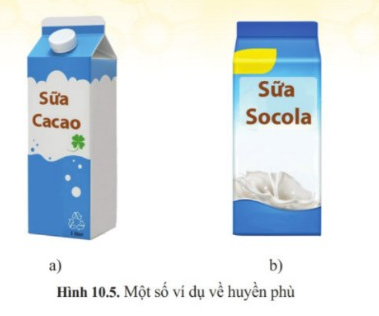 Sữa
Cacao
Sữa
Socola
a)
b)
Hình 10.5. Một số ví dụ về huyền phù